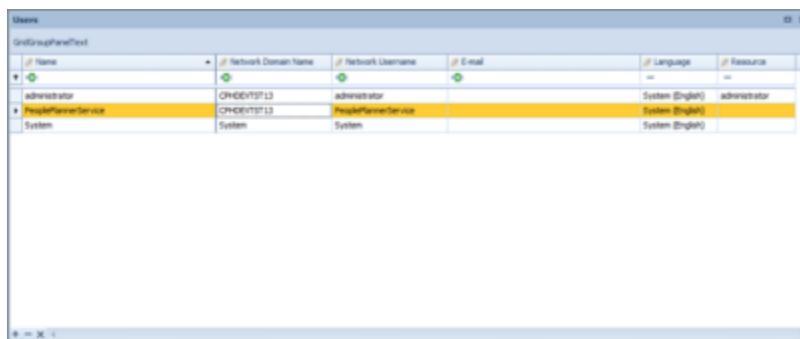 Users
GridGroupPanelText
Name Network Domain Name Network Username E-mail Language Resource
administrator CPHDEVTST13 administrator System (English) administrator
PeoplePlannerService CPHDEVTST13 PeoplePlannerService System (English)
System System System System (English)